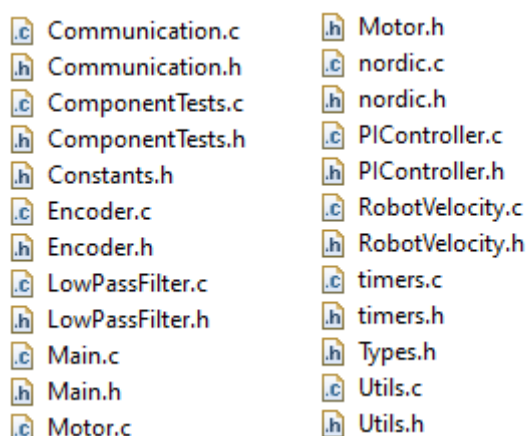 Communication.c
Communication.h
ComponentTests.c
ComponentTests.h
Constants.h
Encoder.c
Encoder.h
LowPassFilter.c
LowPassFilter.h
Main.c
Main.h
Motor.c
Motor.h
nordic.c
nordic.h
PIController.c
PIController.h
RobotVelocity.c
RobotVelocity.h
timers.c
timers.h
Types.h
Utils.c
Utils.h